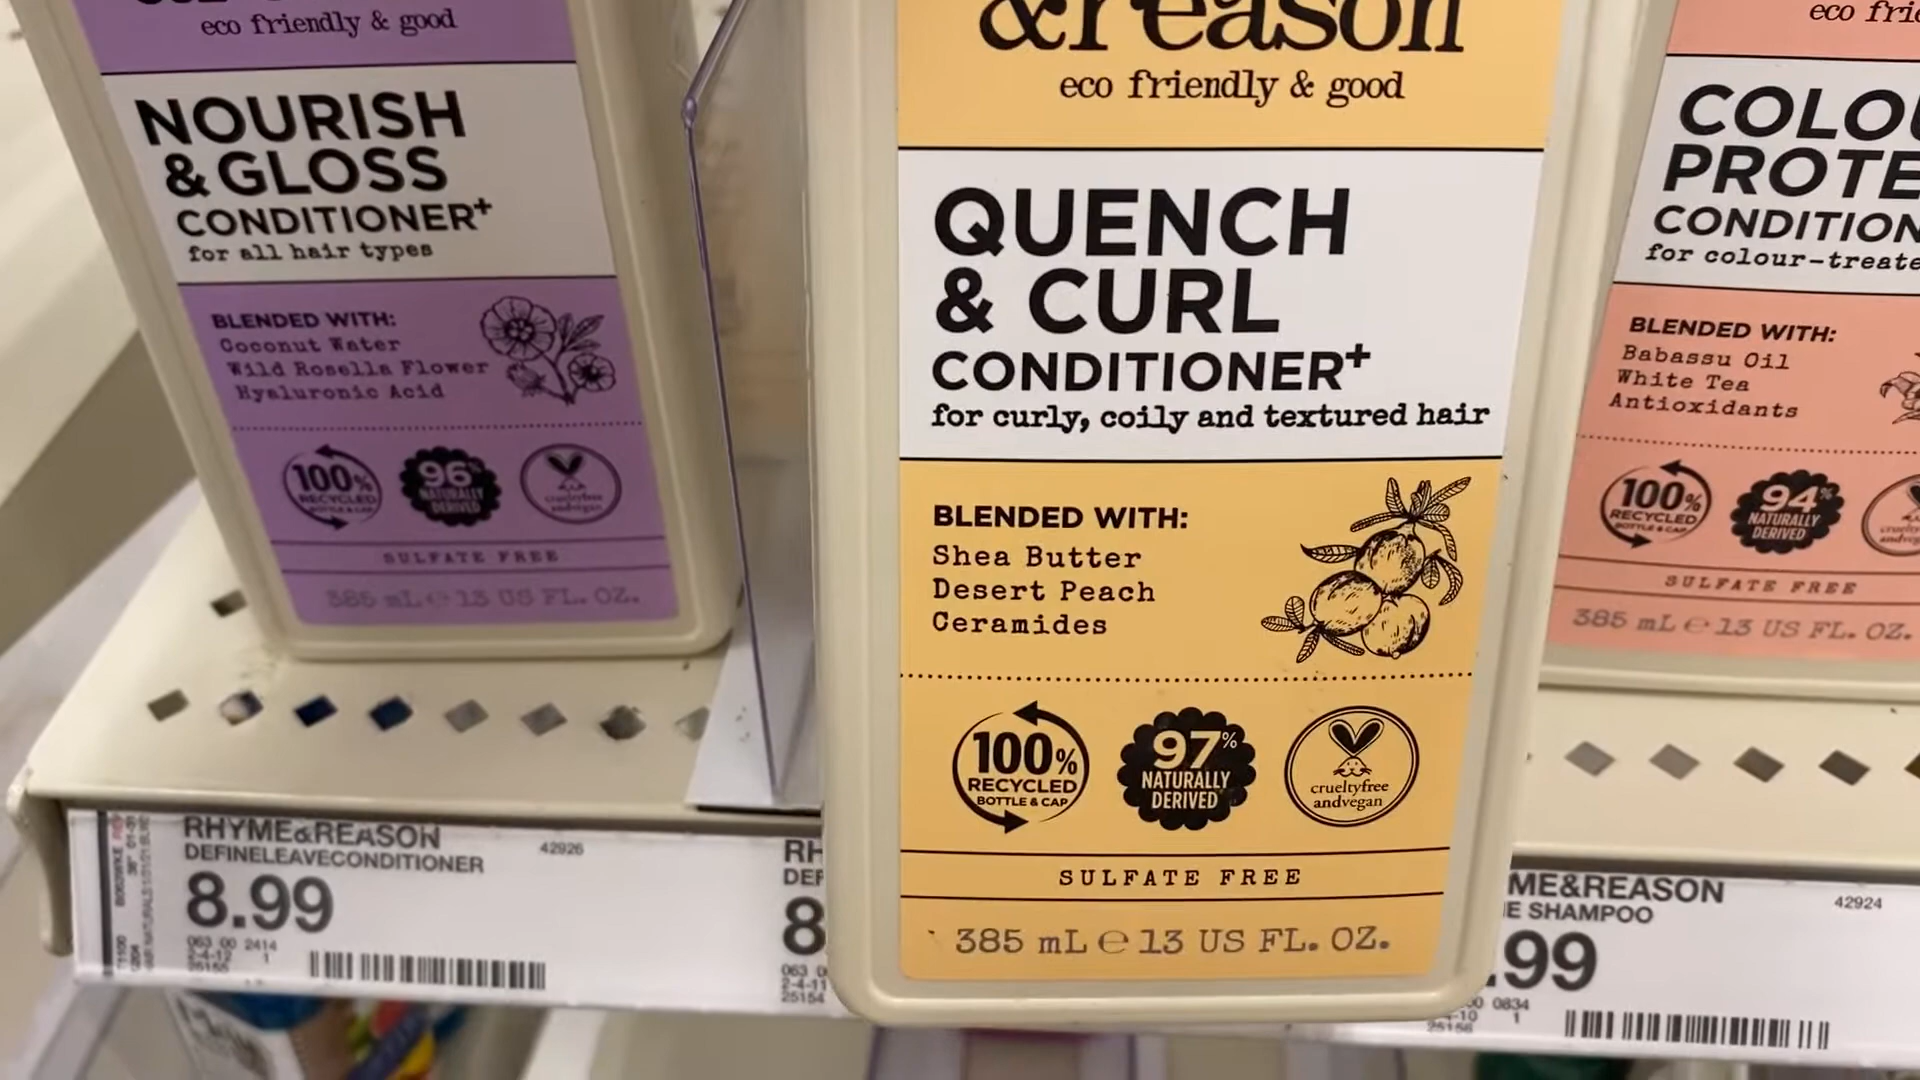 eco friendly & good
NOURISH
& GLOSS
CONDITIONER+
for all hair types
BLENDED WITH:
Coconut Water
Wild Rosella Flower
Hyaluronic Acid
100%
RECYCLED
BOTTLE & CAP
96%
NATURALLY
DERIVED
crueltyfree
andvegan
SULFATE FREE
385 mL e 13 US FL. OZ.
&reason
eco friendly & good
QUENCH
& CURL
CONDITIONER+
for curly, coily and textured hair
BLENDED WITH:
Shea Butter
Desert Peach
Ceramides
100%
RECYCLED
BOTTLE & CAP
97%
NATURALLY
DERIVED
crueltyfree
andvegan
SULFATE FREE
385 mL e 13 US FL. OZ.
eco frie
COLOU
PROTE
CONDITION
for colour-treate
BLENDED WITH:
Babassu Oil
White Tea
Antioxidants
100%
RECYCLED
BOTTLE & CAP
94%
NATURALLY
DERIVED
SULFATE FREE
385 mL e 13 US FL. OZ.
RHYME&REASON
DEFINELEAVECONDITIONER
42926
8.99
063 00 2414
2-4-12 1
25155
RH
DEF
8
063 0
2-4-11
25154
ME&REASON
E SHAMPOO
42924
.99
00 0834
-10 1
25156